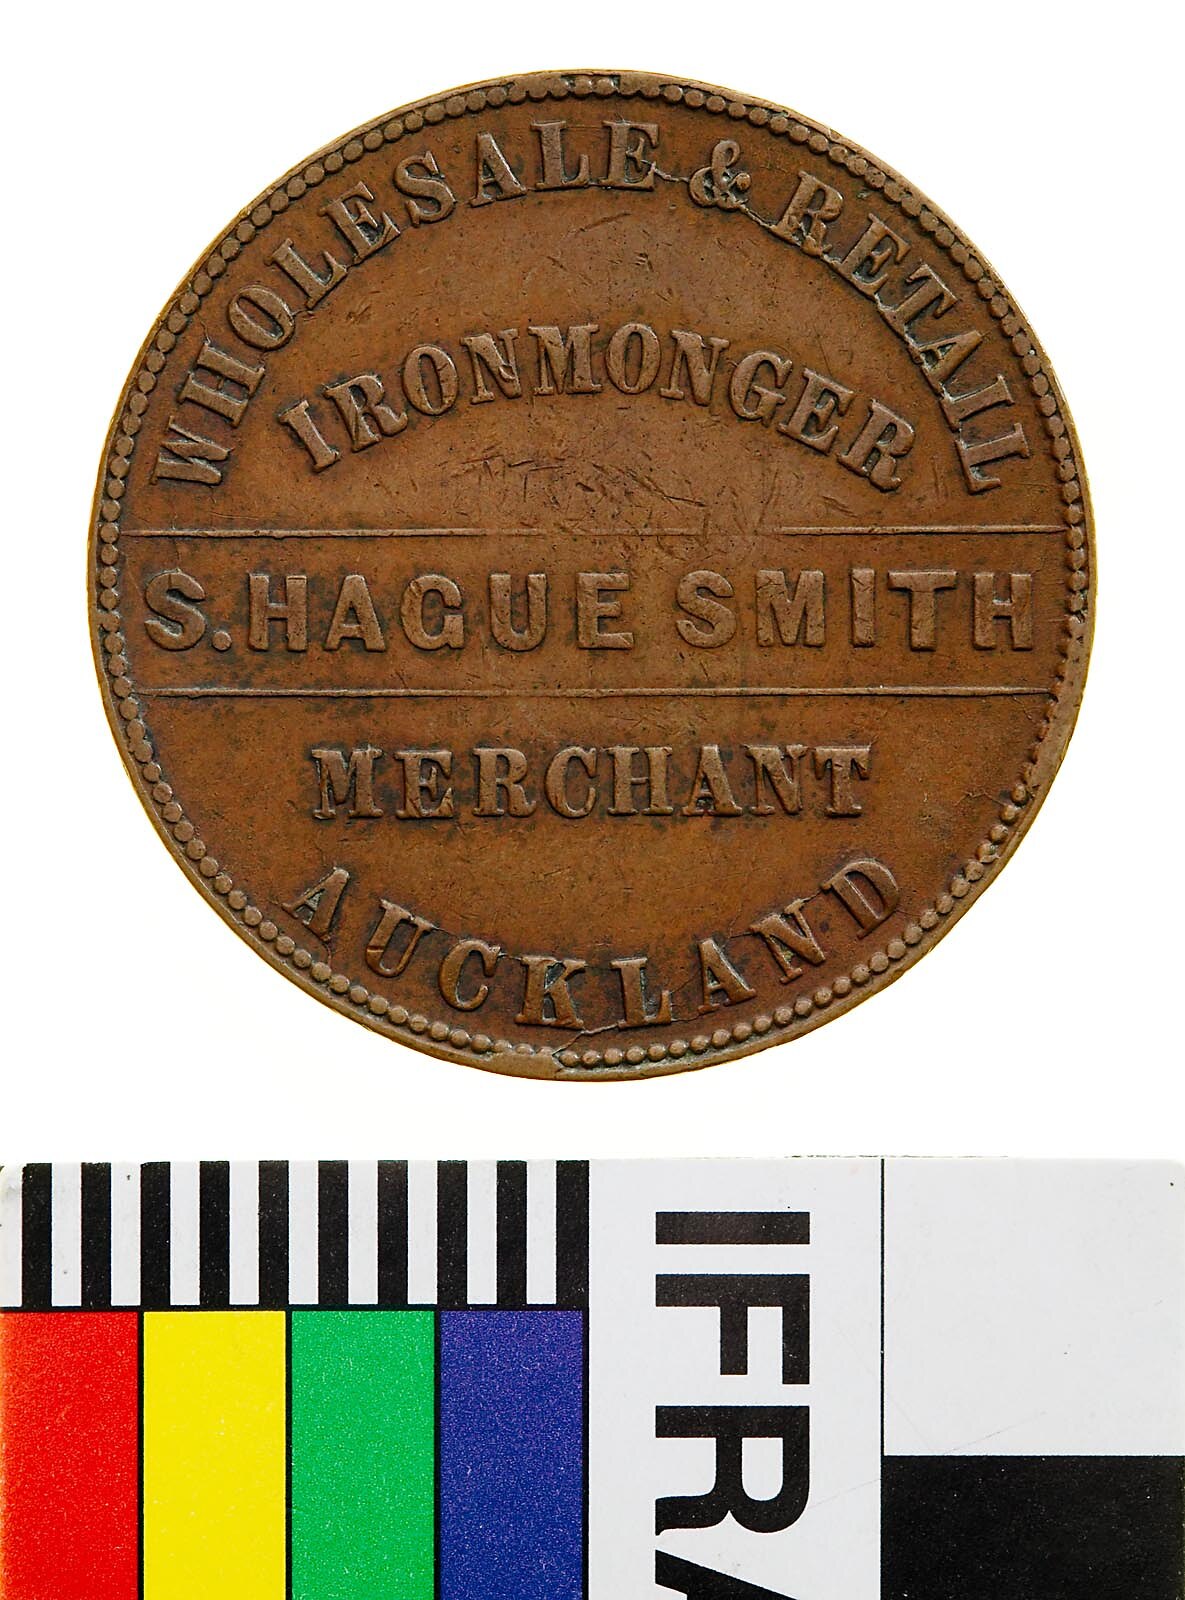 WHOLESALE & RETAIL
IRONMONGER
S. HAGUE SMITH
MERCHANT
AUCKLAND
IFRA